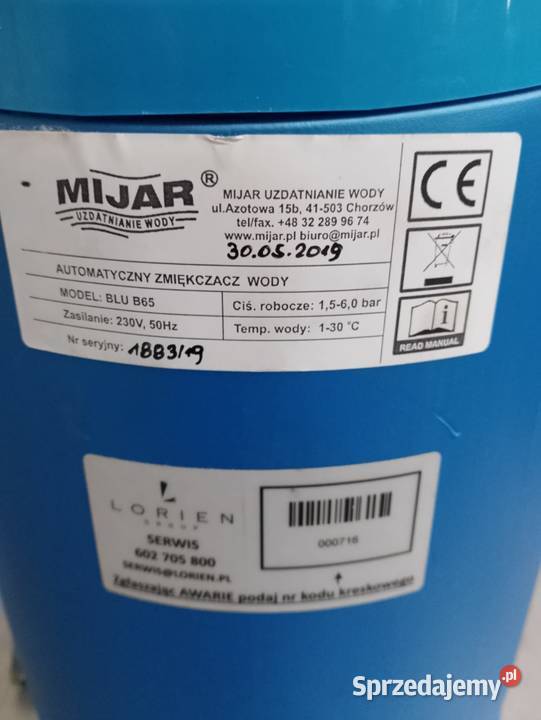 MIJAR®
UZDATNIANIE WODY
MIJAR UZDATNIANIE WODY
ul.Azotowa 15b, 41-503 Chorzów
tel/fax. +48 32 289 96 74
www.mijar.pl biuro@mijar.pl
30.05.2019
AUTOMATYCZNY ZMIĘKCZACZ WODY
MODEL: BLU B65
Ciś. robocze: 1,5-6,0 bar
Zasilanie: 230V, 50Hz
Temp. wody: 1-30 °C
Nr seryjny: 1883/19
CE
i
READ MANUAL
LORIEN
GROUP
SERWIS
602 705 800
SERWIS@LORIEN.PL
000716
Zgłaszając AWARIE podaj nr kodu kreskowego
Sprzedajemy.pl